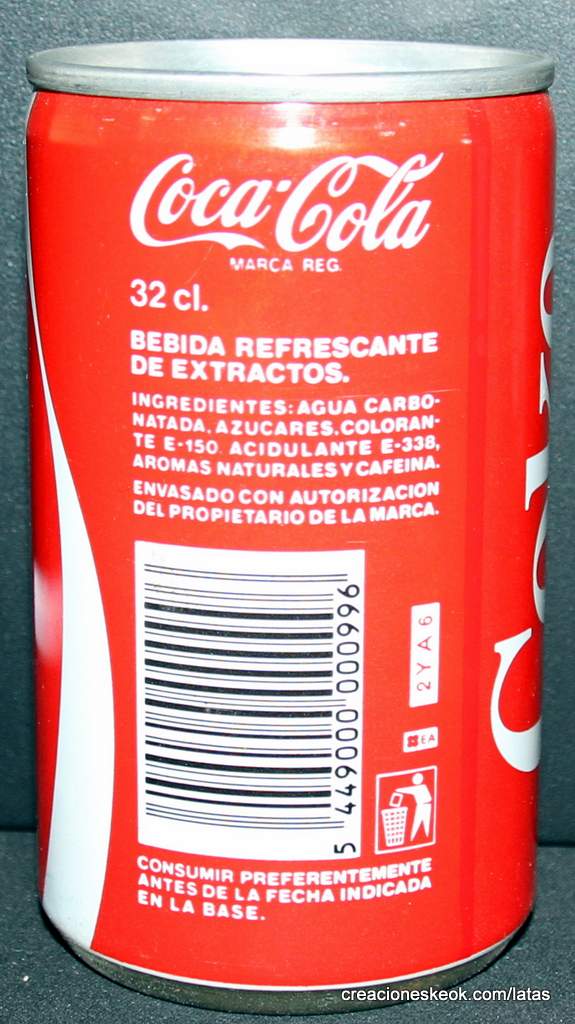 Coca-Cola
MARCA REG.
32 cl.
BEBIDA REFRESCANTE
DE EXTRACTOS.
INGREDIENTES: AGUA CARBO-
NATADA, AZUCARES, COLORAN-
TE E-150, ACIDULANTE E-338,
AROMAS NATURALES Y CAFEINA.
ENVASADO CON AUTORIZACION
DEL PROPIETARIO DE LA MARCA.
5 449000 000996
2YA6
EA
CONSUMIR PREFERENTEMENTE
ANTES DE LA FECHA INDICADA
EN LA BASE.
creacioneskeok.com/latas